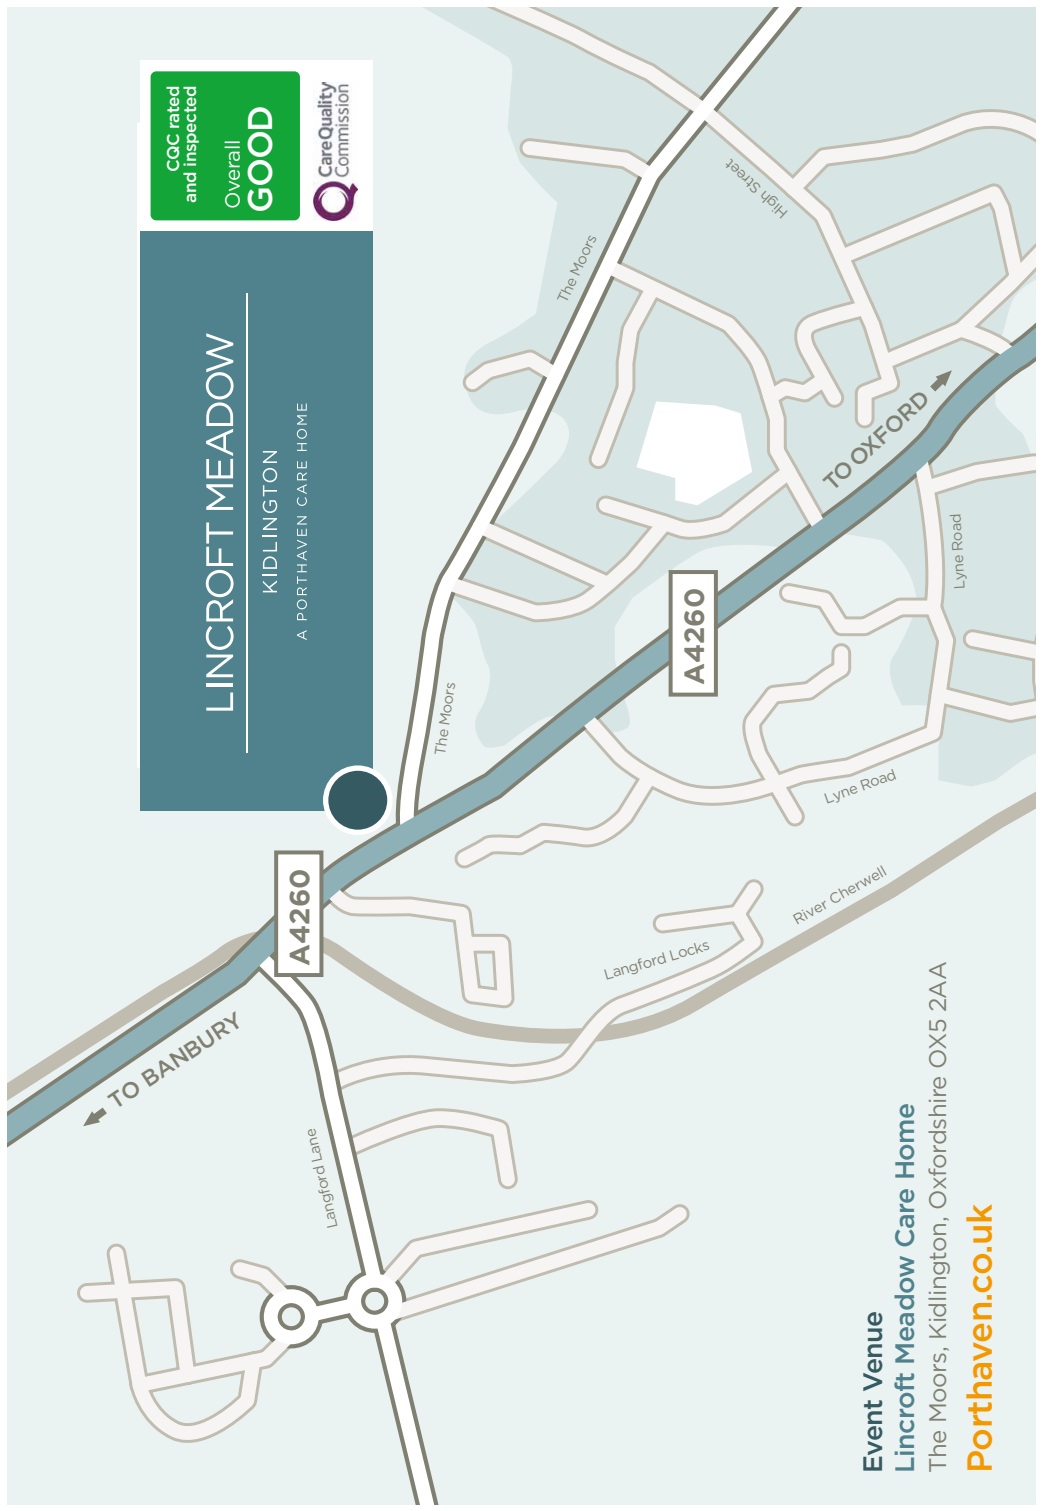 LINCROFT MEADOW
KIDLINGTON
A PORTHAVEN CARE HOME
CQC rated
and inspected
Overall
GOOD
CareQuality
Commission
TO BANBURY
A4260
Langford Lane
The Moors
The Moors
High Street
A4260
TO OXFORD
Lyne Road
Lyne Road
Langford Locks
River Cherwell
Event Venue
Lincroft Meadow Care Home
The Moors, Kidlington, Oxfordshire OX5 2AA
Porthaven.co.uk